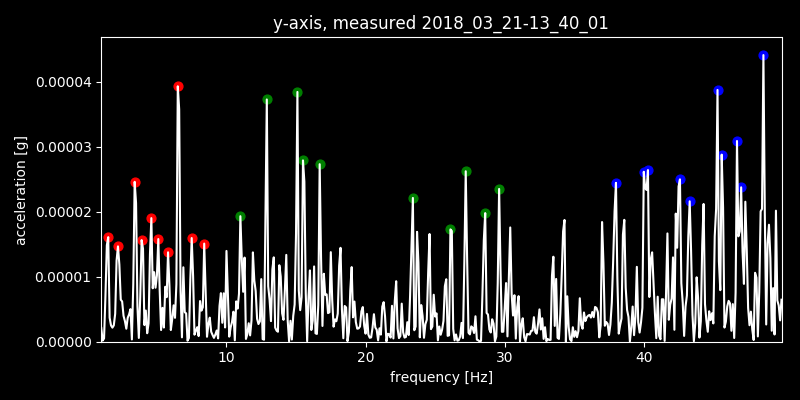 y-axis, measured 2018_03_21-13_40_01
0.00004
0.00003
0.00002
0.00001
0.00000
acceleration [g]
10 20 30 40
frequency [Hz]